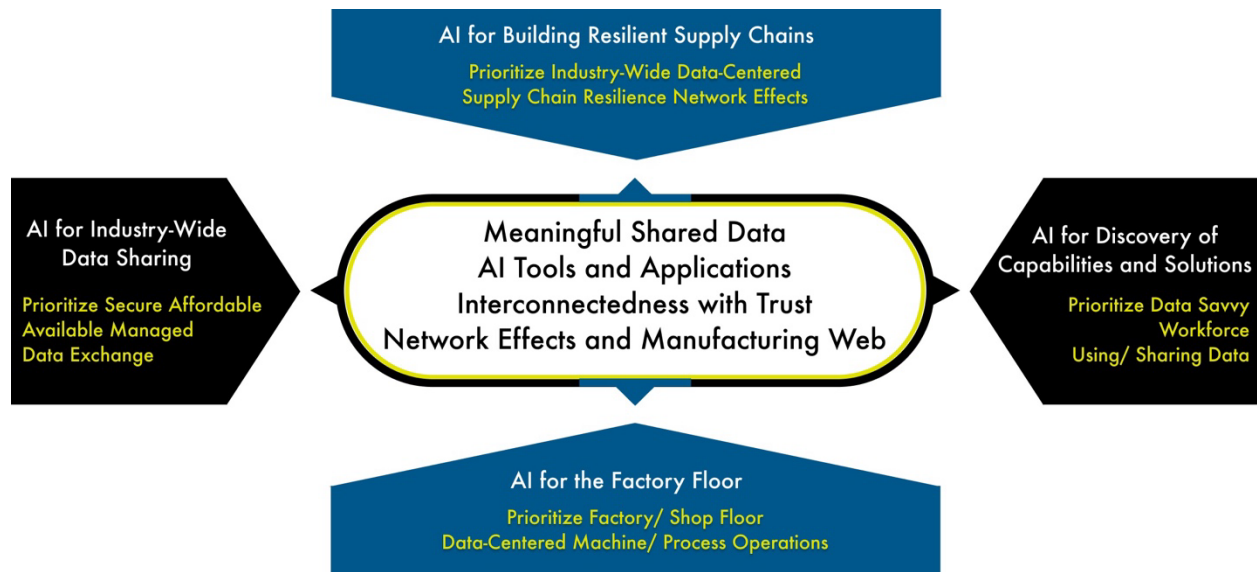 AI for Building Resilient Supply Chains
Prioritize Industry-Wide Data-Centered
Supply Chain Resilience Network Effects
AI for Industry-Wide
Data Sharing
Prioritize Secure Affordable
Available Managed
Data Exchange
Meaningful Shared Data
AI Tools and Applications
Interconnectedness with Trust
Network Effects and Manufacturing Web
AI for Discovery of
Capabilities and Solutions
Prioritize Data Savvy
Workforce
Using/ Sharing Data
AI for the Factory Floor
Prioritize Factory/ Shop Floor
Data-Centered Machine/ Process Operations